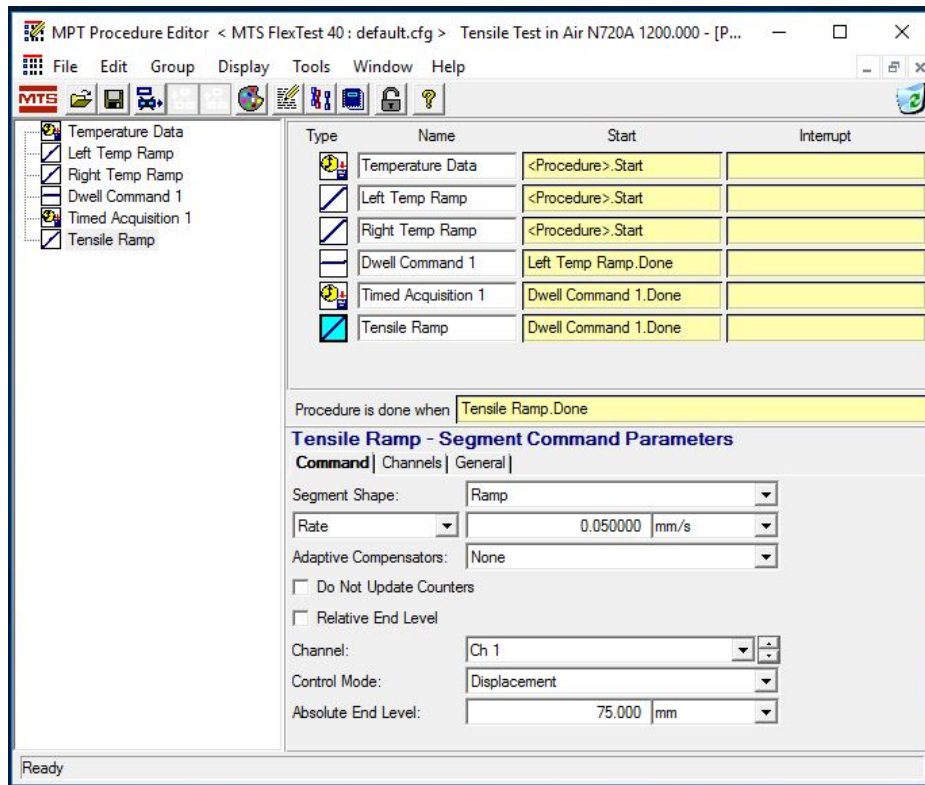 MPT Procedure Editor < MTS FlexTest 40 : default.cfg > Tensile Test in Air N720A 1200.000 - [P...
File Edit Group Display Tools Window Help
MTS
Temperature Data
Left Temp Ramp
Right Temp Ramp
Dwell Command 1
Timed Acquisition 1
Tensile Ramp
Type Name Start Interrupt
Temperature Data <Procedure>.Start
Left Temp Ramp <Procedure>.Start
Right Temp Ramp <Procedure>.Start
Dwell Command 1 Left Temp Ramp.Done
Timed Acquisition 1 Dwell Command 1.Done
Tensile Ramp Dwell Command 1.Done
Procedure is done when Tensile Ramp.Done
Tensile Ramp - Segment Command Parameters
Command Channels General
Segment Shape: Ramp
Rate 0.050000 mm/s
Adaptive Compensators: None
Do Not Update Counters
Relative End Level
Channel: Ch 1
Control Mode: Displacement
Absolute End Level: 75.000 mm
Ready